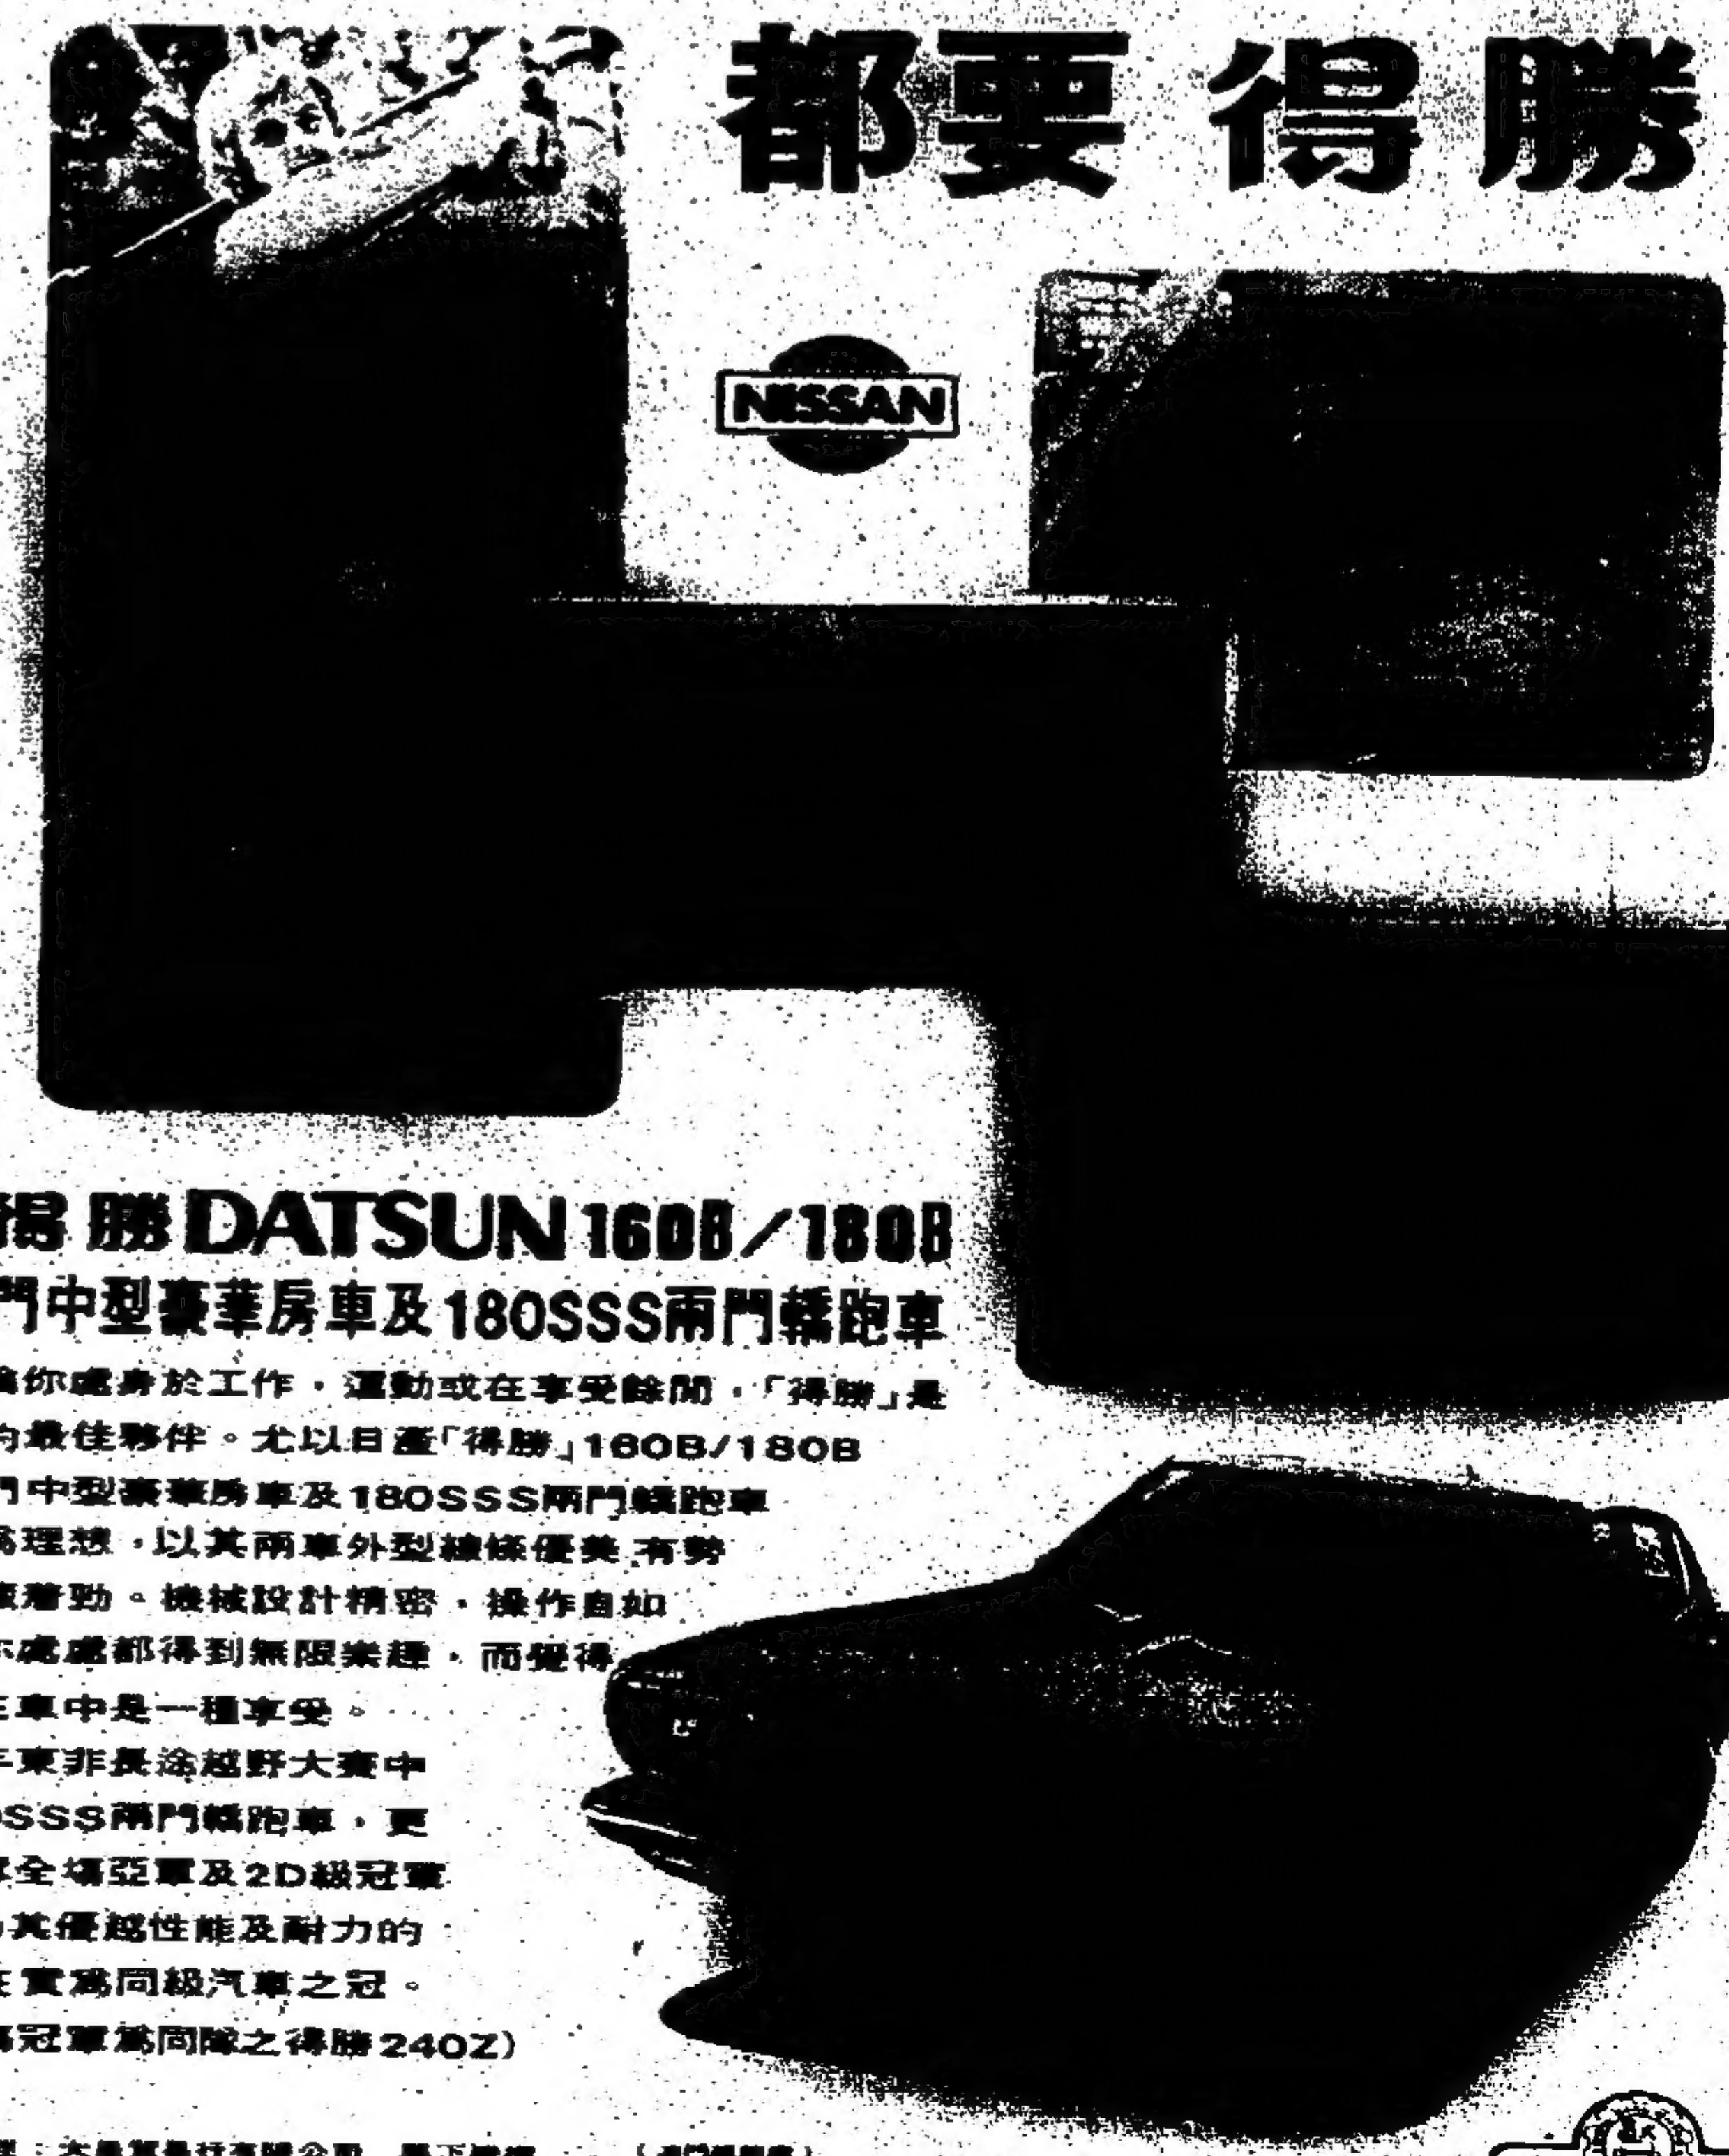 都要得勝
NISSAN
得勝DATSUN 160B/180B
門中型豪華房車及180SSS兩門轎跑車
你處身於工作，運動或在享受餘閒，「得勝」是
的最佳夥伴。尤以日產「得勝」160B/180B
門中型豪華房車及180SSS兩門轎跑車
為理想，以其兩車外型線條優美，有勢
着勁。機械設計精密，操作自如
處處都得到無限樂趣，而覺得
車中是一種享受。
東非長途越野大賽中
SSS兩門轎跑車，更
全場亞軍及2D級冠軍
其優越性能及耐力的
實為同級汽車之冠。
冠軍為同隊之得勝240Z)